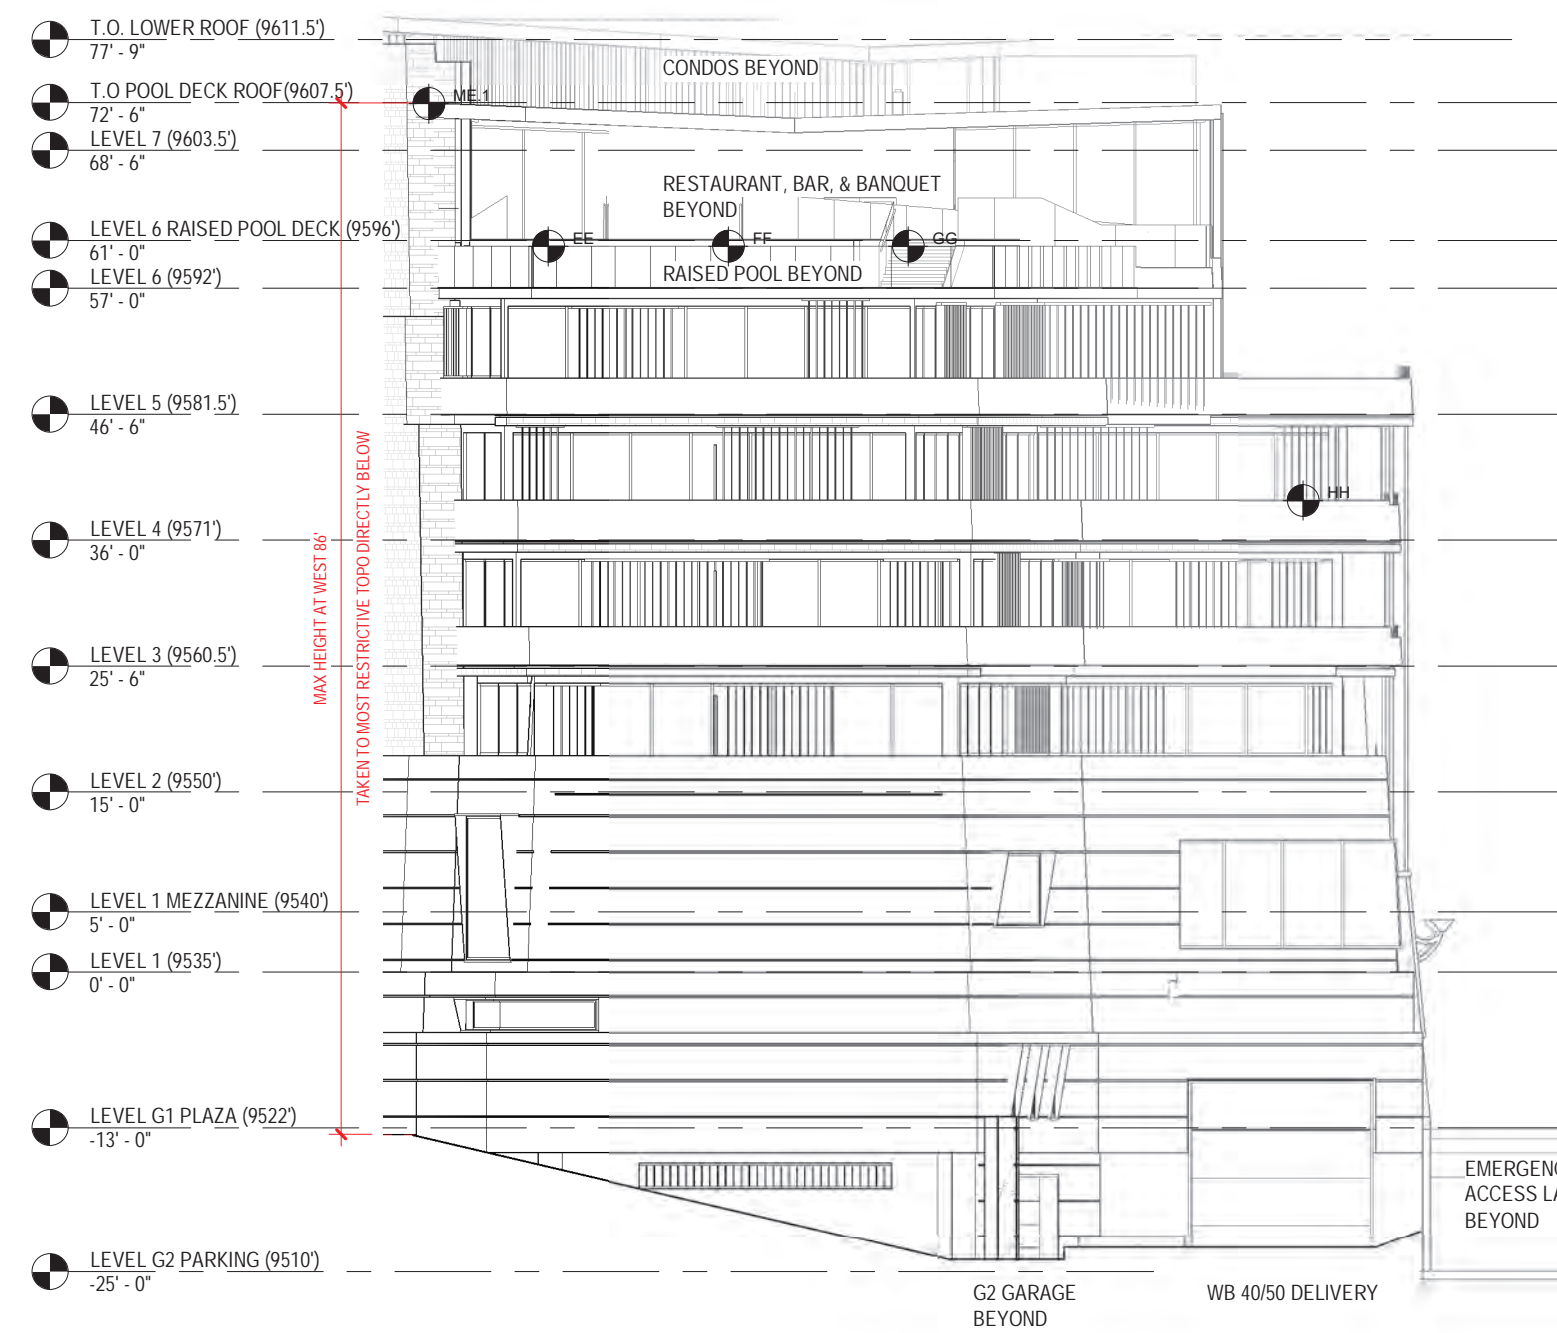 T.O. LOWER ROOF (9611.5')
77' - 9"
CONDOS BEYOND
T.O POOL DECK ROOF(9607.5')
72' - 6"
ME.1
LEVEL 7 (9603.5')
68' - 6"
RESTAURANT, BAR, & BANQUET
BEYOND
LEVEL 6 RAISED POOL DECK (9596')
61' - 0"
EE
FF
GG
RAISED POOL BEYOND
LEVEL 6 (9592')
57' - 0"
LEVEL 5 (9581.5')
46' - 6"
HH
LEVEL 4 (9571')
36' - 0"
MAX HEIGHT AT WEST 86'
TAKEN TO MOST RESTRICTIVE TOPO DIRECTLY BELOW
LEVEL 3 (9560.5')
25' - 6"
LEVEL 2 (9550')
15' - 0"
LEVEL 1 MEZZANINE (9540')
5' - 0"
LEVEL 1 (9535')
0' - 0"
LEVEL G1 PLAZA (9522')
-13' - 0"
EMERGENC
ACCESS LA
BEYOND
LEVEL G2 PARKING (9510')
-25' - 0"
G2 GARAGE
BEYOND
WB 40/50 DELIVERY